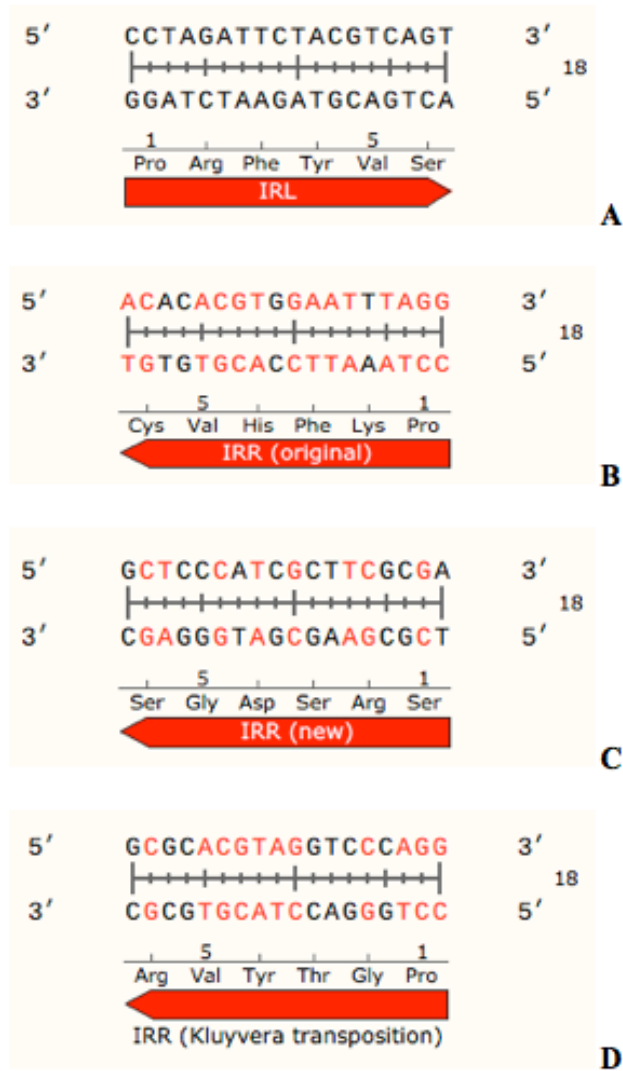 5′ CCTAGATTCTACGTCAGT 3′
18
3′ GGATCTAAGATGCAGTCA 5′
1 5
Pro Arg Phe Tyr Val Ser
IRL
A
5′ ACACACGTGGAATTTAGG 3′
18
3′ TGTGTGCACCTTAAATCC 5′
5 1
Cys Val His Phe Lys Pro
IRR (original)
B
5′ GCTCCCATCGCTTCGCGA 3′
18
3′ CGAGGGTAGCGAAGCGCT 5′
5 1
Ser Gly Asp Ser Arg Ser
IRR (new)
C
5′ GCGCACGTAGGTCCCAGG 3′
18
3′ CGCGTGCATCCAGGGTCC 5′
5 1
Arg Val Tyr Thr Gly Pro
IRR (Kluyvera transposition)
D